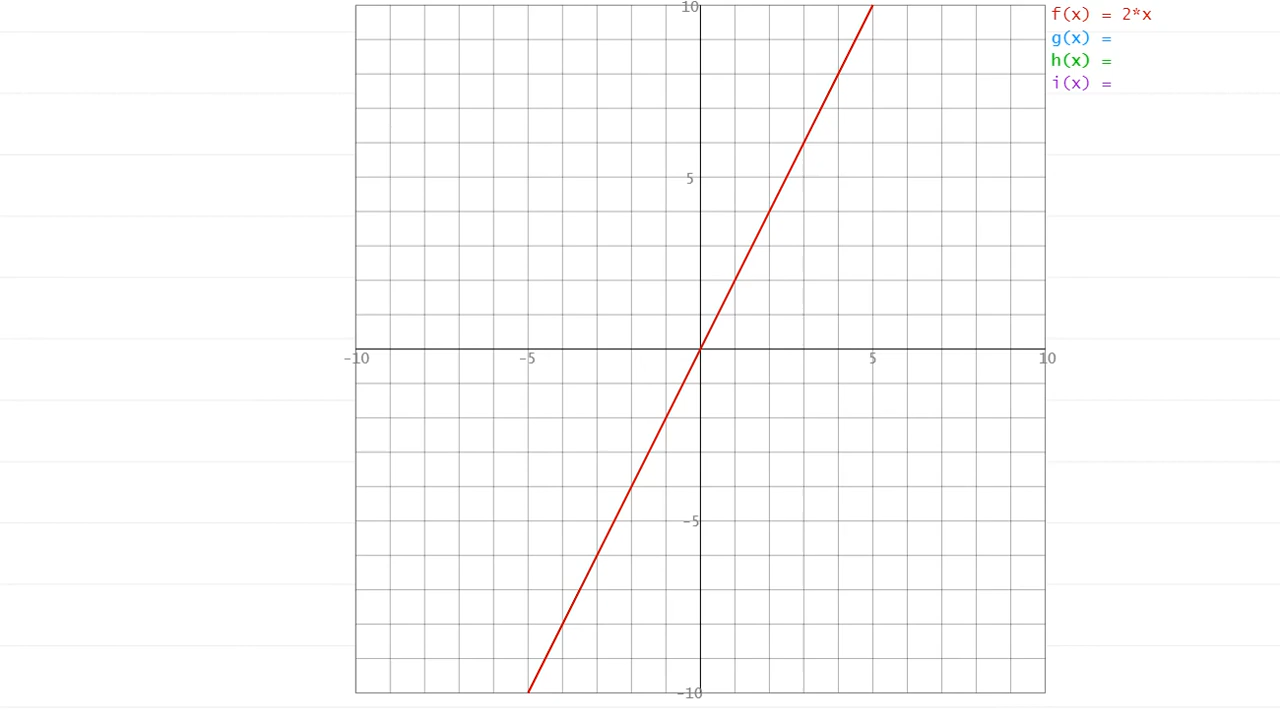 10
f(x) = 2*x
g(x) =
h(x) =
i(x) =
5
-10
-5
5
10
-5
-10